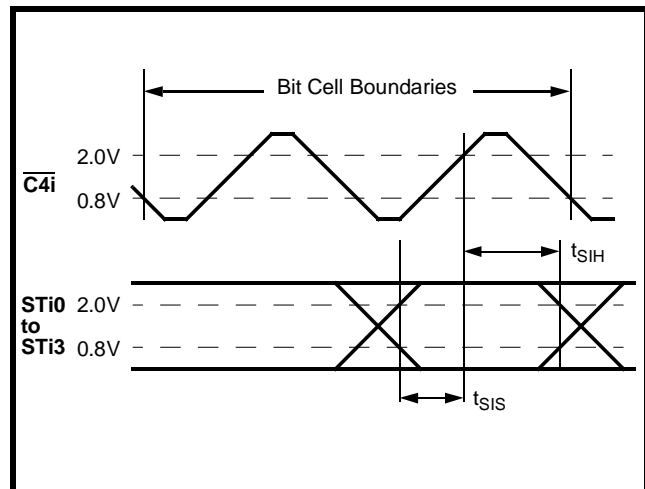 Bit Cell Boundaries
2.0V
C4i
0.8V
tSIH
STi0 2.0V
to
STi3 0.8V
tSIS